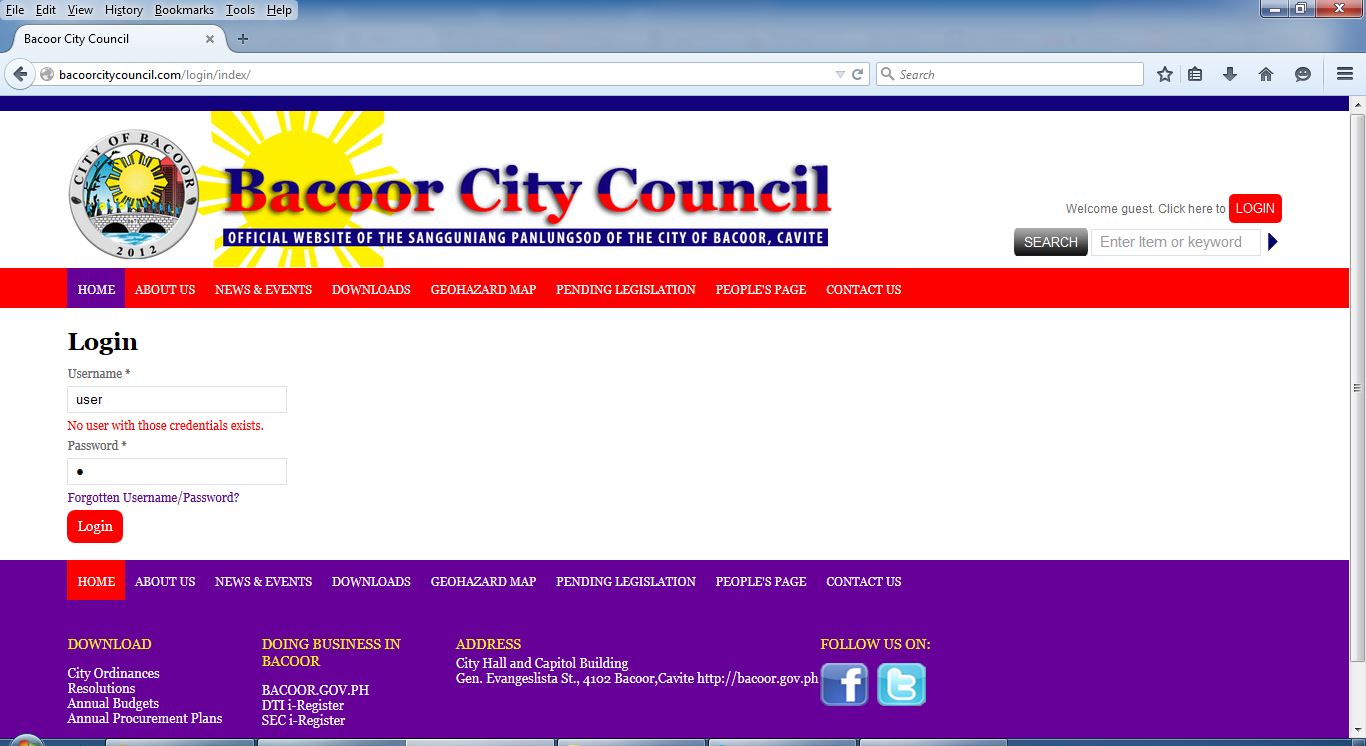 File Edit View History Bookmarks Tools Help
Bacoor City Council
bacoorcitycouncil.com/login/index/
Search
CITY OF BACOOR
2012
Bacoor City Council
OFFICIAL WEBSITE OF THE SANGGUNIANG PANLUNGSOD OF THE CITY OF BACOOR, CAVITE
Welcome guest. Click here to LOGIN
SEARCH Enter Item or keyword
HOME ABOUT US NEWS & EVENTS DOWNLOADS GEOHAZARD MAP PENDING LEGISLATION PEOPLE'S PAGE CONTACT US
Login
Username *
user
No user with those credentials exists.
Password *
Forgotten Username/Password?
Login
HOME ABOUT US NEWS & EVENTS DOWNLOADS GEOHAZARD MAP PENDING LEGISLATION PEOPLE'S PAGE CONTACT US
DOWNLOAD
City Ordinances
Resolutions
Annual Budgets
Annual Procurement Plans
DOING BUSINESS IN
BACOOR
BACOOR.GOV.PH
DTI i-Register
SEC i-Register
ADDRESS
City Hall and Capitol Building
Gen. Evangeslista St., 4102 Bacoor,Cavite http://bacoor.gov.ph
FOLLOW US ON: